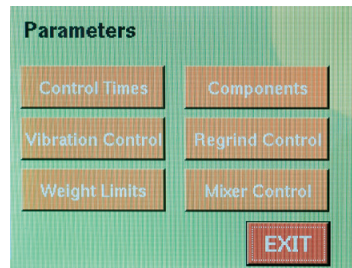 Parameters
Control Times
Components
Vibration Control
Regrind Control
Weight Limits
Mixer Control
EXIT